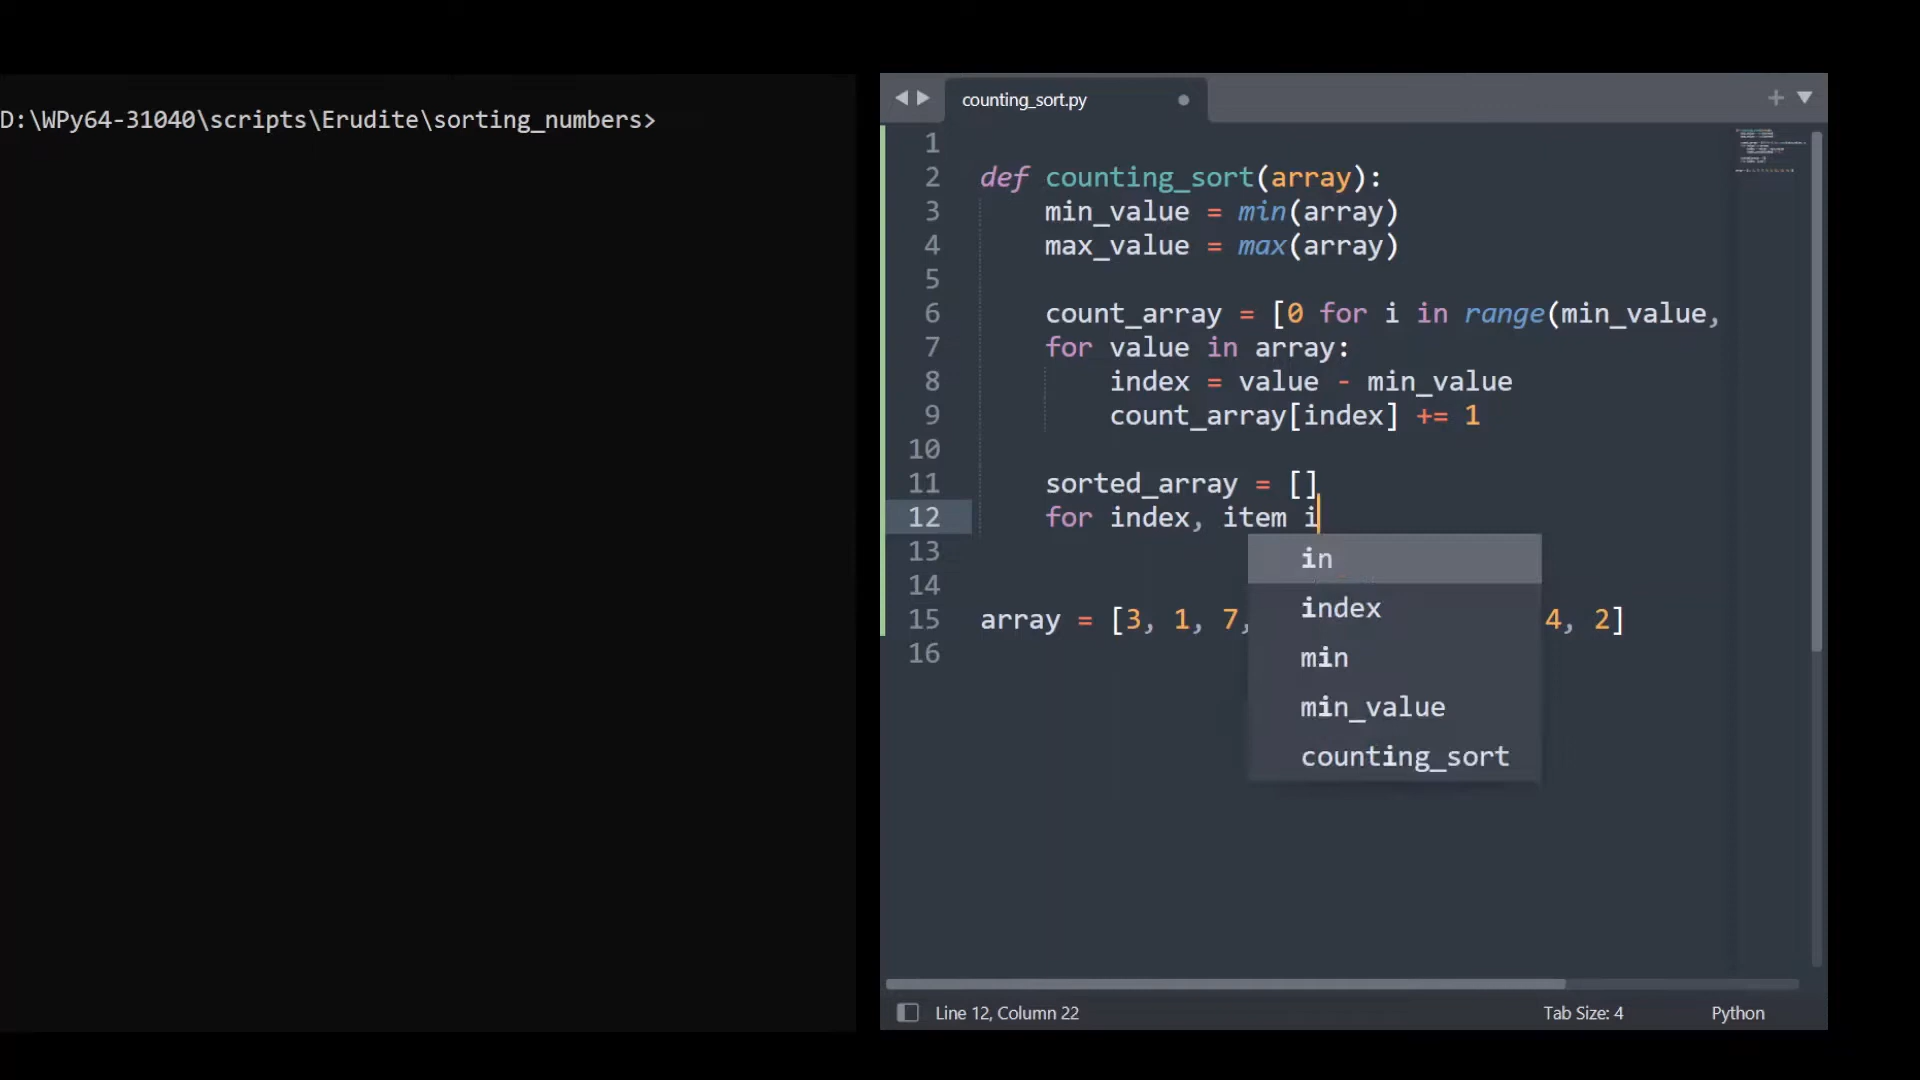 D:\WPy64-31040\scripts\Erudite\sorting_numbers>
counting_sort.py
1
2 def counting_sort(array):
3 min_value = min(array)
4 max_value = max(array)
5
6 count_array = [0 for i in range(min_value,
7 for value in array:
8 index = value - min_value
9 count_array[index] += 1
10
11 sorted_array = []
12 for index, item i
in
13
14
index
15 array = [3, 1, 7, 4, 2]
16
min
min_value
counting_sort
Line 12, Column 22
Tab Size: 4
Python